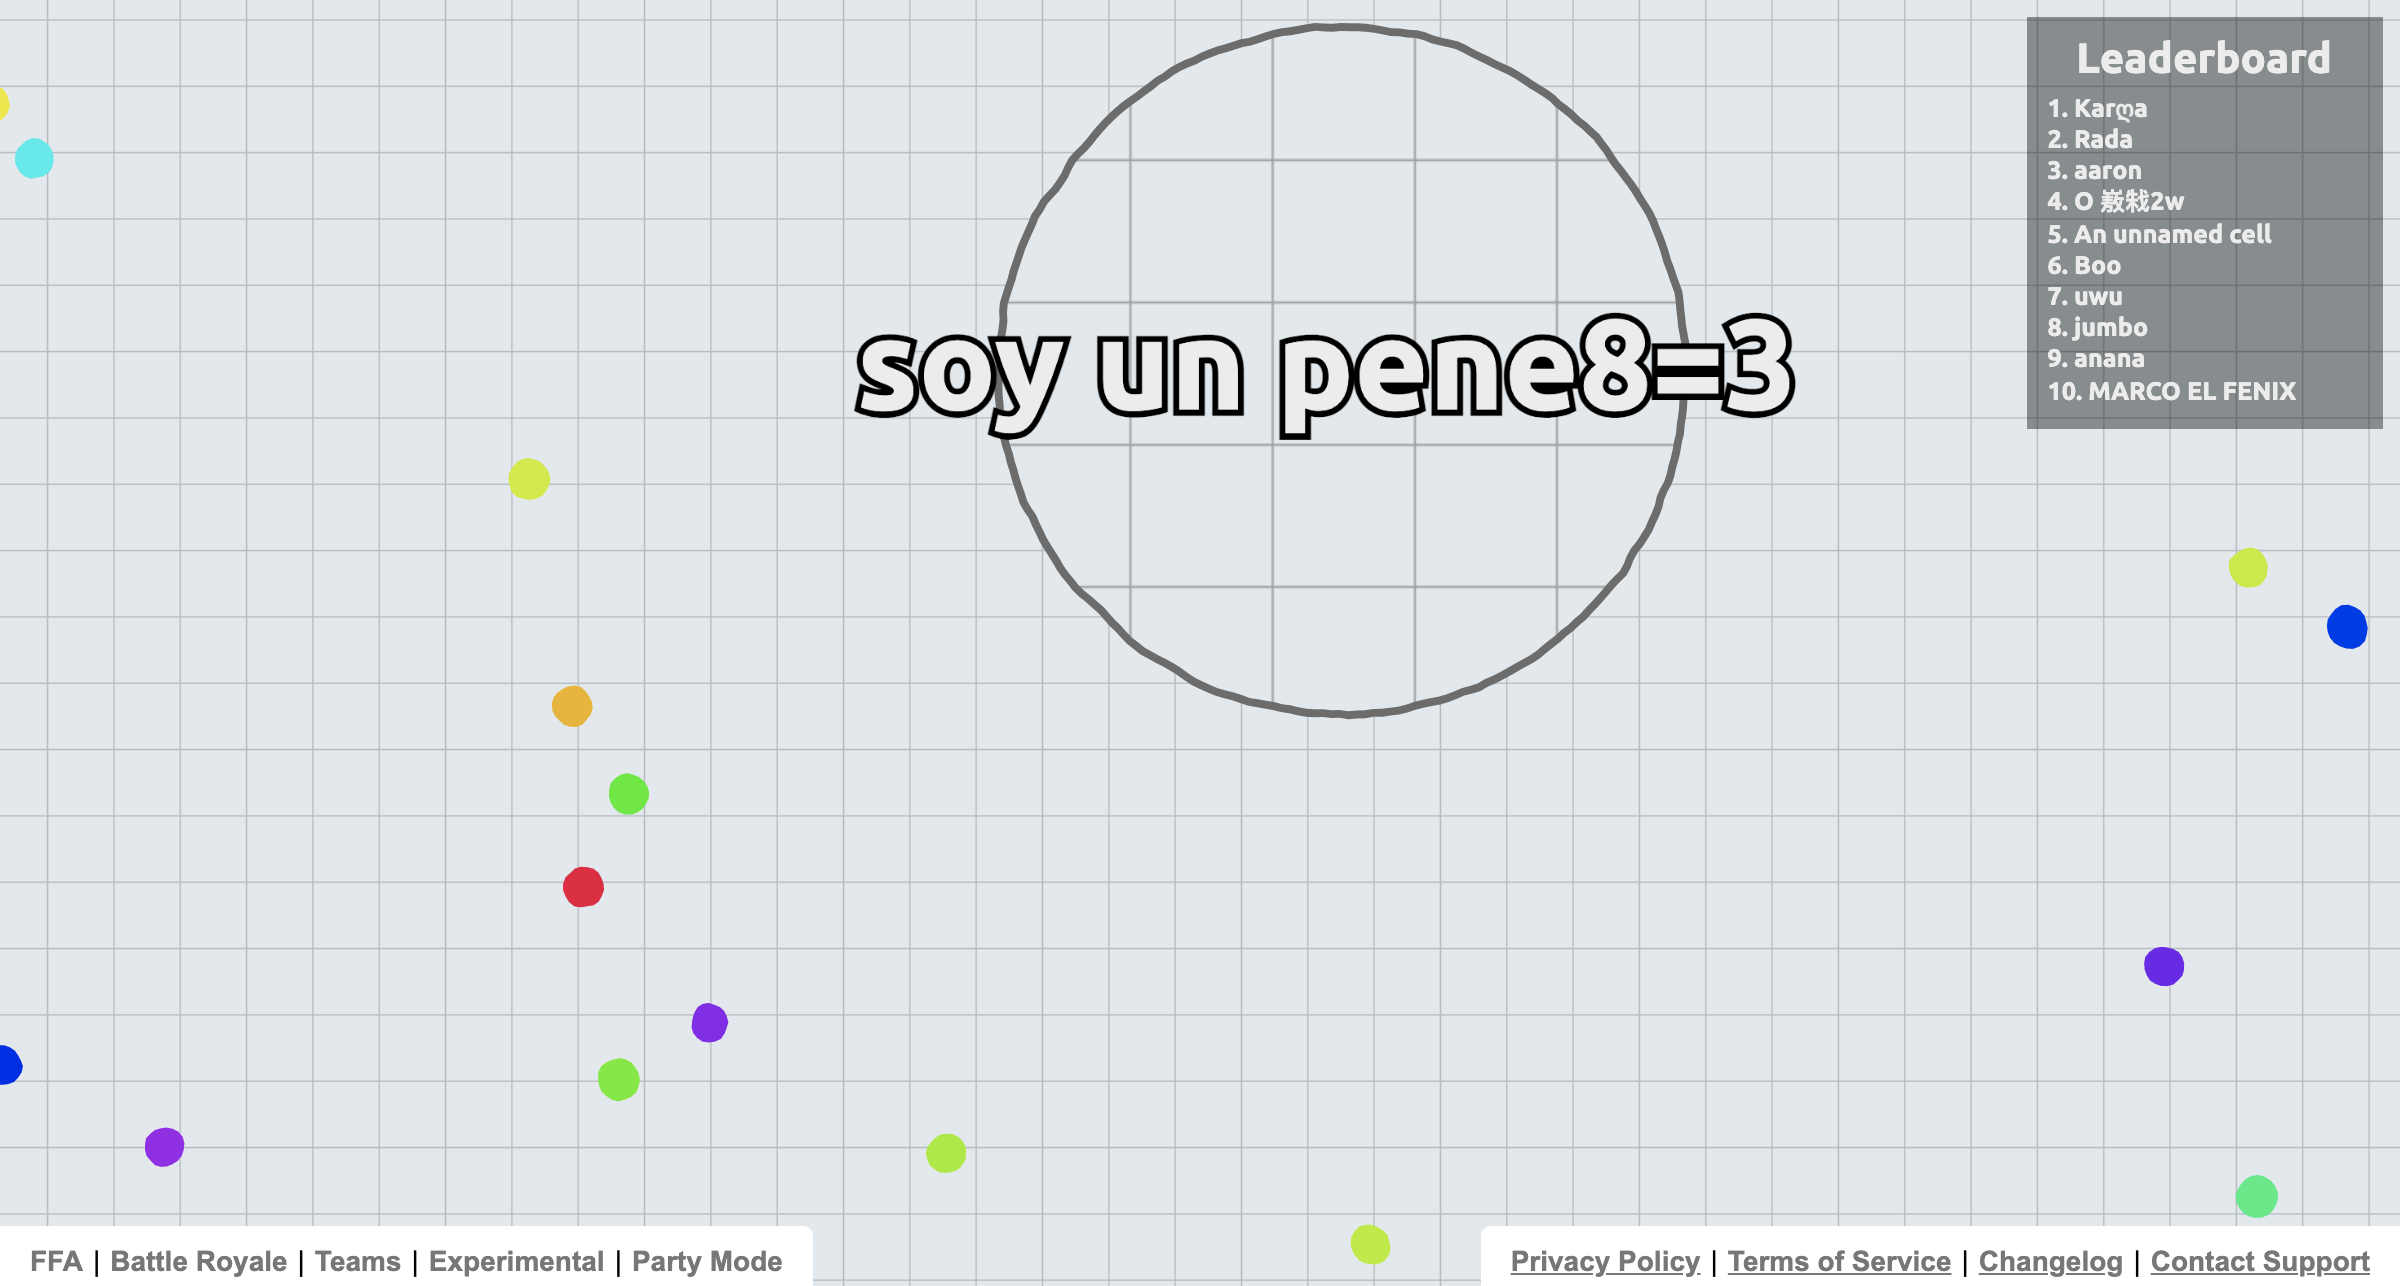 soy un pene8=3
Leaderboard
1. Karღa
2. Rada
3. aaron
4. O 2w
5. An unnamed cell
6. Boo
7. uwu
8. jumbo
9. anana
10. MARCO EL FENIX
FFA | Battle Royale | Teams | Experimental | Party Mode
Privacy Policy | Terms of Service | Changelog | Contact Support